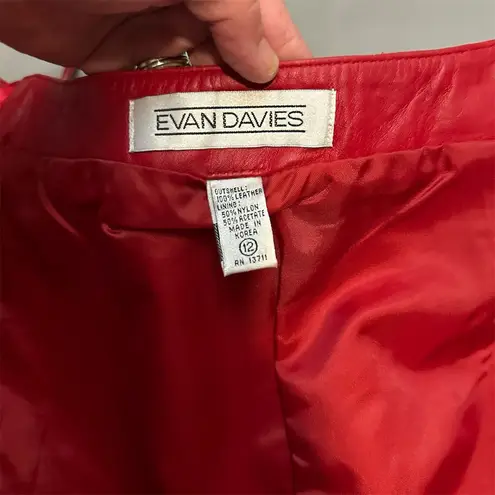 EVAN DAVIES
OUTSHELL:
100% LEATHER
LINING:
50% NYLON
50% ACETATE
MADE IN
KOREA
12
RN 13711